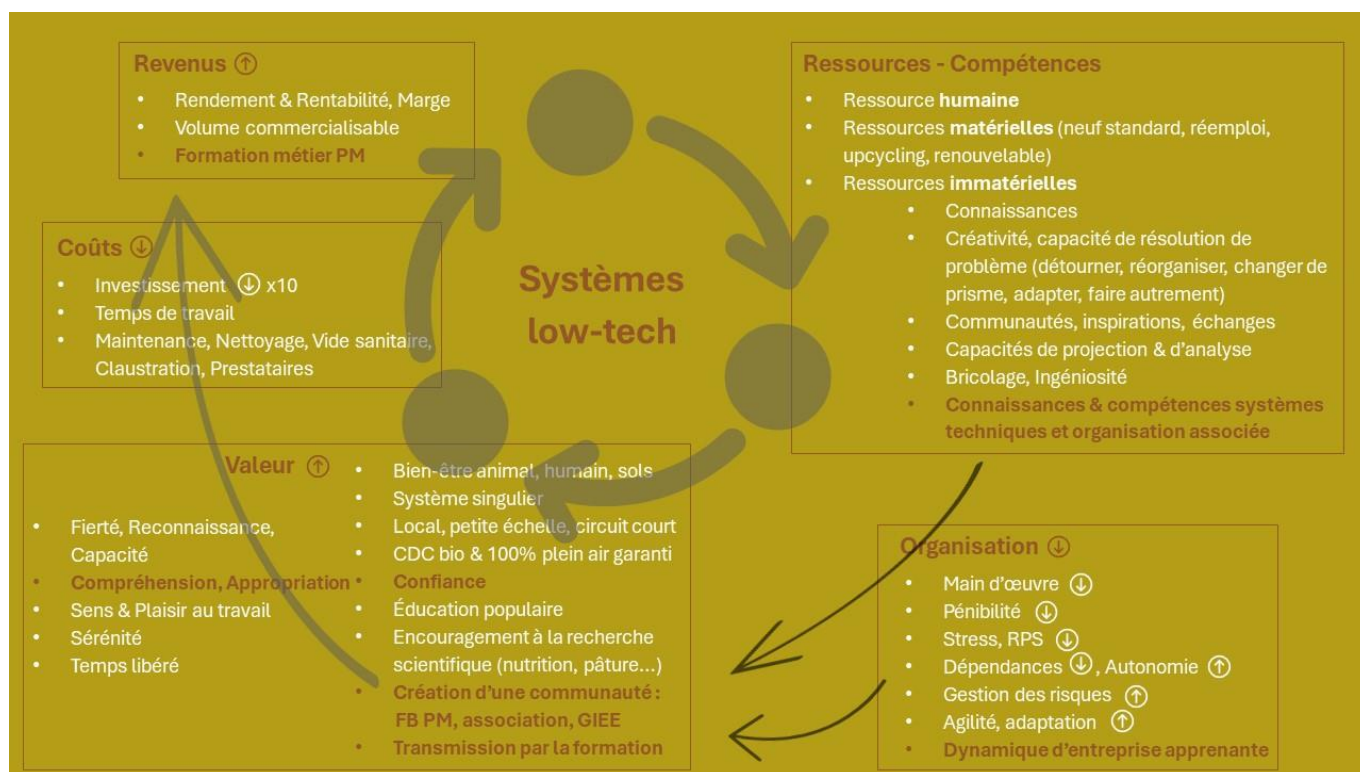 Revenus ↑
• Rendement & Rentabilité, Marge
• Volume commercialisable
• Formation métier PM
Coûts ↓
• Investissement ↓ x10
• Temps de travail
• Maintenance, Nettoyage, Vide sanitaire,
Claustration, Prestataires
Systèmes
low-tech
Ressources - Compétences
• Ressource humaine
• Ressources matérielles (neuf standard, réemploi,
upcycling, renouvelable)
• Ressources immatérielles
• Connaissances
• Créativité, capacité de résolution de
problème (détourner, réorganiser, changer de
prisme, adapter, faire autrement)
• Communautés, inspirations, échanges
• Capacités de projection & d'analyse
• Bricolage, Ingéniosité
• Connaissances & compétences systèmes
techniques et organisation associée
Valeur ↑
• Fierté, Reconnaissance,
Capacité
• Compréhension, Appropriation
• Sens & Plaisir au travail
• Sérénité
• Temps libéré
• Bien-être animal, humain, sols
• Système singulier
• Local, petite échelle, circuit court
• CDC bio & 100% plein air garanti
• Confiance
• Éducation populaire
• Encouragement à la recherche
scientifique (nutrition, pâture...)
• Création d'une communauté :
FB PM, association, GIEE
• Transmission par la formation
Organisation ↓
• Main d'œuvre ↓
• Pénibilité ↓
• Stress, RPS ↓
• Dépendances ↓, Autonomie ↑
• Gestion des risques ↑
• Agilité, adaptation ↑
• Dynamique d'entreprise apprenante